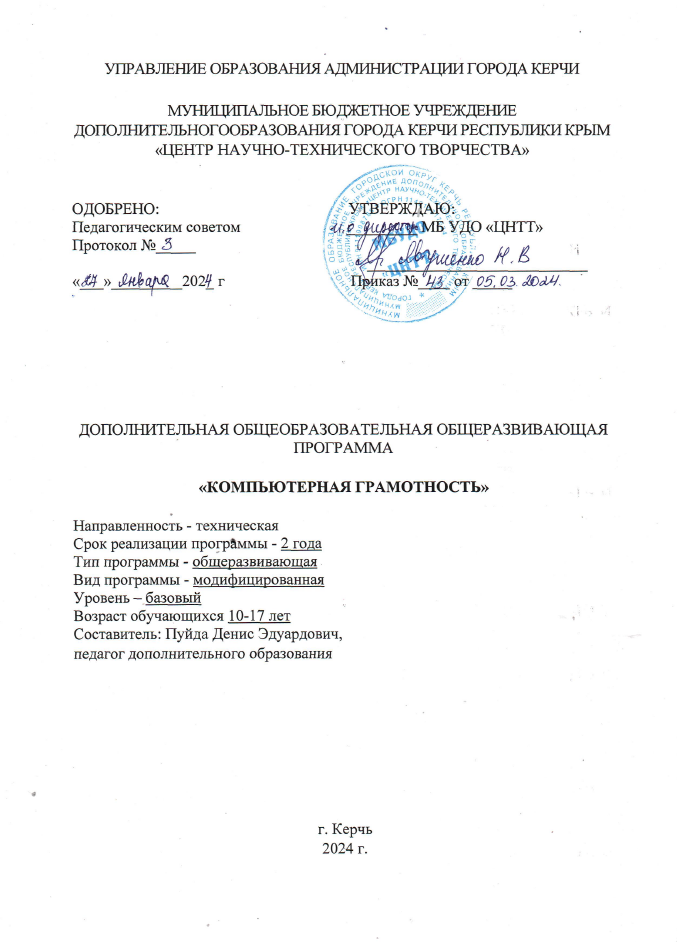 УПРАВЛЕНИЕ ОБРАЗОВАНИЯ АДМИНИСТРАЦИИ ГОРОДА КЕРЧИ
МУНИЦИПАЛЬНОЕ БЮДЖЕТНОЕ УЧРЕЖДЕНИЕ
ДОПОЛНИТЕЛЬНОГООБРАЗОВАНИЯ ГОРОДА КЕРЧИ РЕСПУБЛИКИ КРЫМ
«ЦЕНТР НАУЧНО-ТЕХНИЧЕСКОГО ТВОРЧЕСТВА»
ОДОБРЕНО:
Педагогическим советом
Протокол № 3
«27» января 2024 г
УТВЕРЖДАЮ:
и.о директора МБ УДО «ЦНТТ»
Н. В
Приказ № 43 от 05.03.2024.
МБУДО
"ЦНТТ"
ДОПОЛНИТЕЛЬНАЯ ОБЩЕОБРАЗОВАТЕЛЬНАЯ ОБЩЕРАЗВИВАЮЩАЯ
ПРОГРАММА
«КОМПЬЮТЕРНАЯ ГРАМОТНОСТЬ»
Направленность - техническая
Срок реализации программы - 2 года
Тип программы - общеразвивающая
Вид программы - модифицированная
Уровень – базовый
Возраст обучающихся 10-17 лет
Составитель: Пуйда Денис Эдуардович,
педагог дополнительного образования
г. Керчь
2024 г.